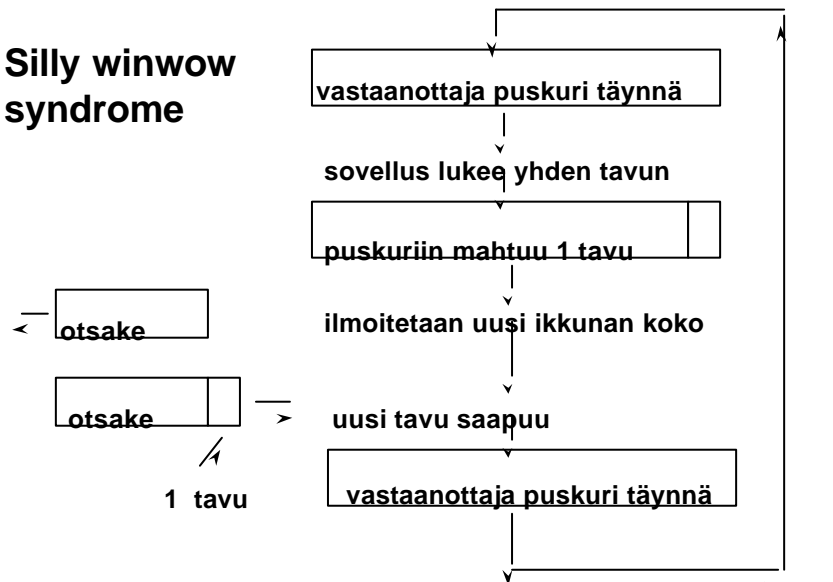 Silly winwow
syndrome
vastaanottaja puskuri täynnä
sovellus lukee yhden tavun
puskuriin mahtuu 1 tavu
otsake
ilmoitetaan uusi ikkunan koko
otsake
uusi tavu saapuu
1 tavu
vastaanottaja puskuri täynnä